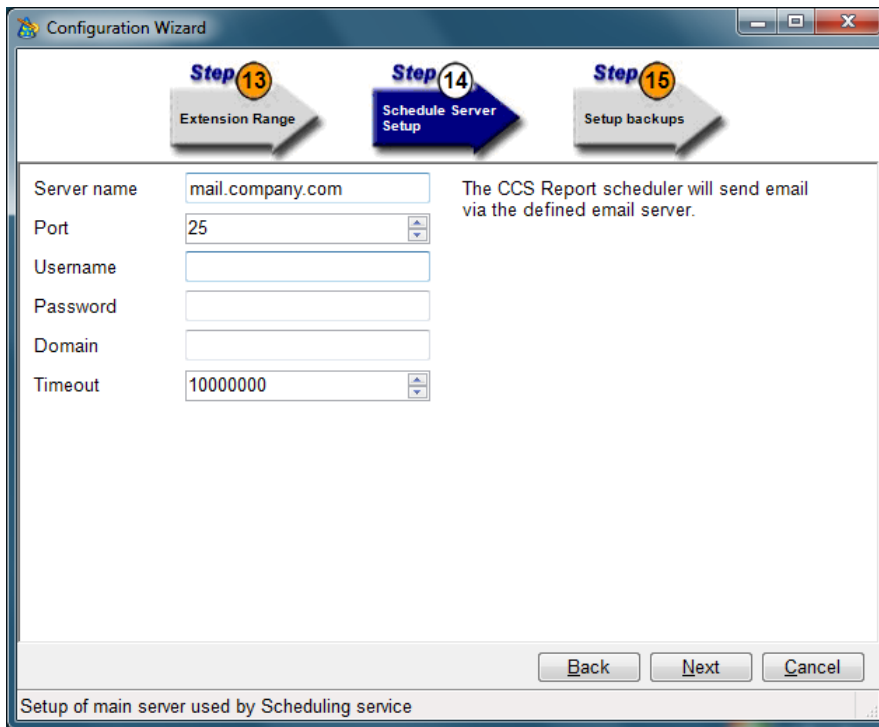 Configuration Wizard
Step 13
Extension Range
Step 14
Schedule Server
Setup
Step 15
Setup backups
Server name mail.company.com
The CCS Report scheduler will send email
via the defined email server.
Port 25
Username
Password
Domain
Timeout 10000000
Back Next Cancel
Setup of main server used by Scheduling service